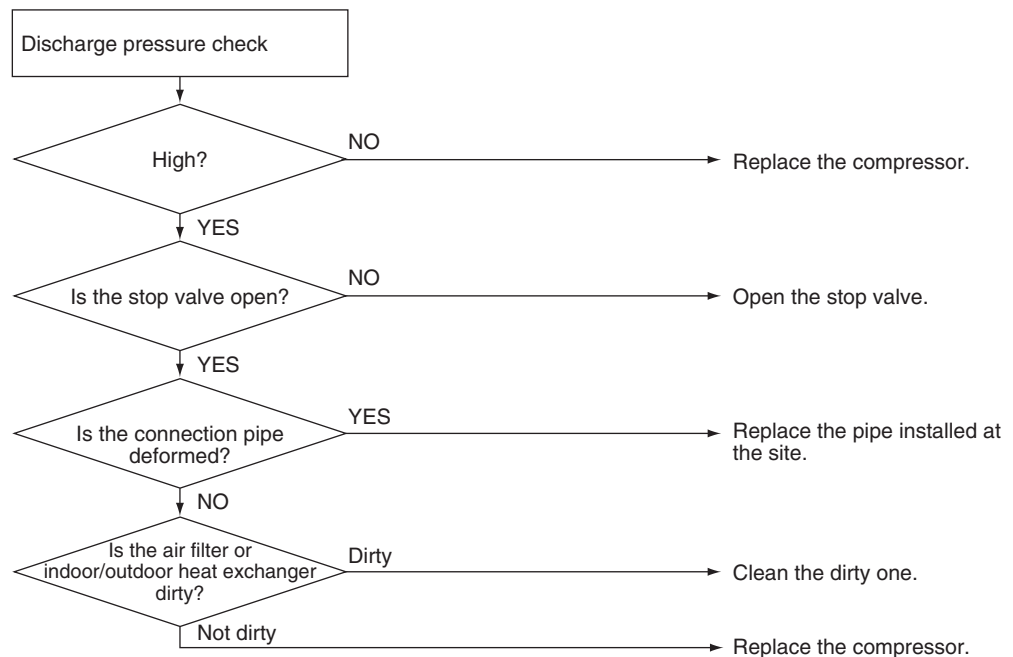 Discharge pressure check
High?
NO
Replace the compressor.
YES
Is the stop valve open?
NO
Open the stop valve.
YES
Is the connection pipe
deformed?
YES
Replace the pipe installed at
the site.
NO
Is the air filter or
indoor/outdoor heat exchanger
dirty?
Dirty
Clean the dirty one.
Not dirty
Replace the compressor.